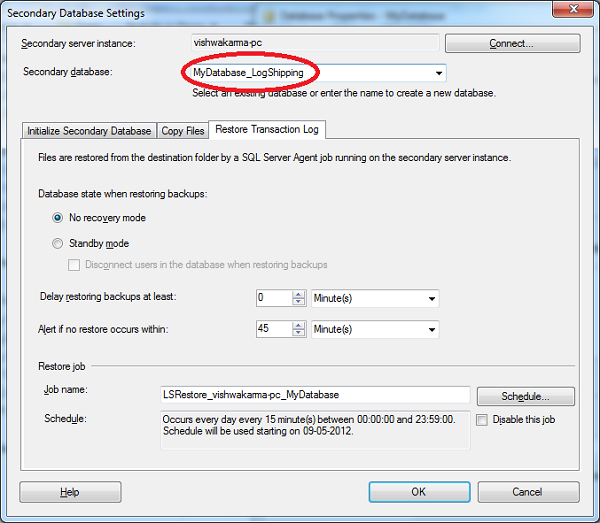 Secondary Database Settings
Database Properties - MyDatabase
Secondary server instance:
vishwakarma-pc
Connect...
Secondary database:
MyDatabase_LogShipping
Select an existing database or enter the name to create a new database.
Initialize Secondary Database
Copy Files
Restore Transaction Log
Files are restored from the destination folder by a SQL Server Agent job running on the secondary server instance.
Database state when restoring backups:
No recovery mode
Standby mode
Disconnect users in the database when restoring backups
Delay restoring backups at least:
0
Minute(s)
Alert if no restore occurs within:
45
Minute(s)
Restore job
Job name:
LSRestore_vishwakarma-pc_MyDatabase
Schedule...
Schedule:
Occurs every day every 15 minute(s) between 00:00:00 and 23:59:00.
Schedule will be used starting on 09-05-2012.
Disable this job
Help
OK
Cancel